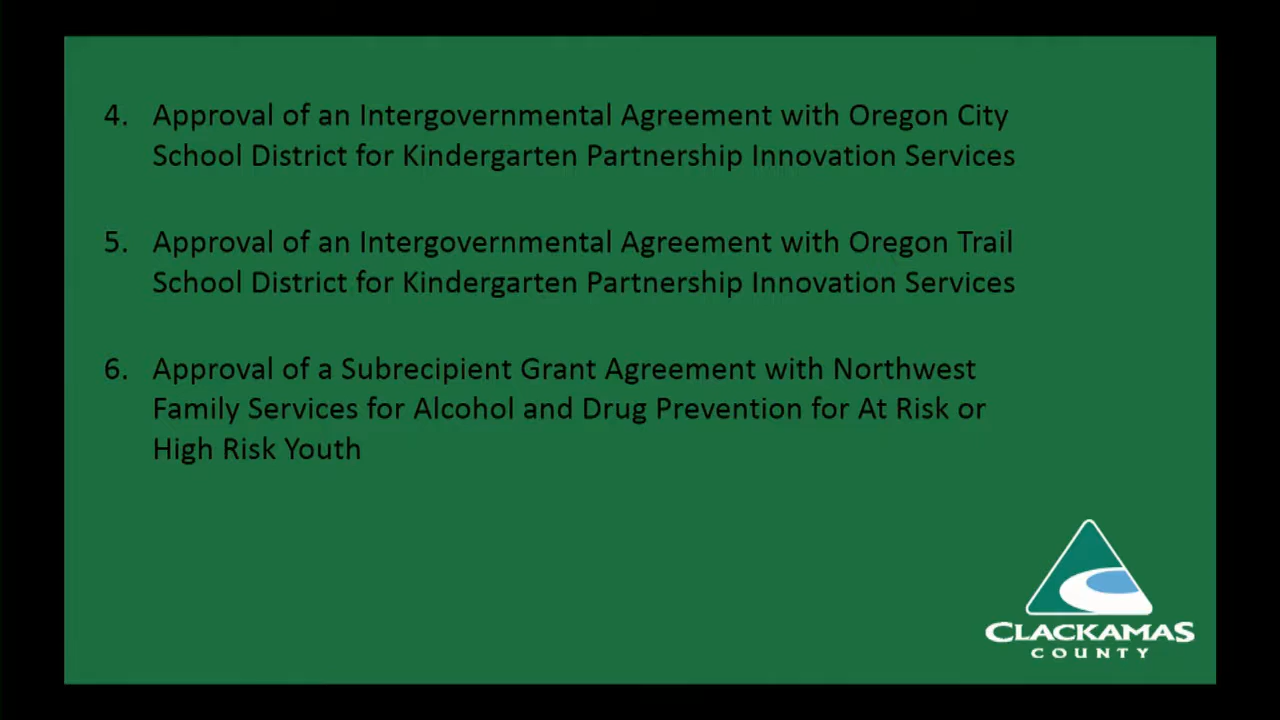 4. Approval of an Intergovernmental Agreement with Oregon City
School District for Kindergarten Partnership Innovation Services
5. Approval of an Intergovernmental Agreement with Oregon Trail
School District for Kindergarten Partnership Innovation Services
6. Approval of a Subrecipient Grant Agreement with Northwest
Family Services for Alcohol and Drug Prevention for At Risk or
High Risk Youth
CLACKAMAS
COUNTY